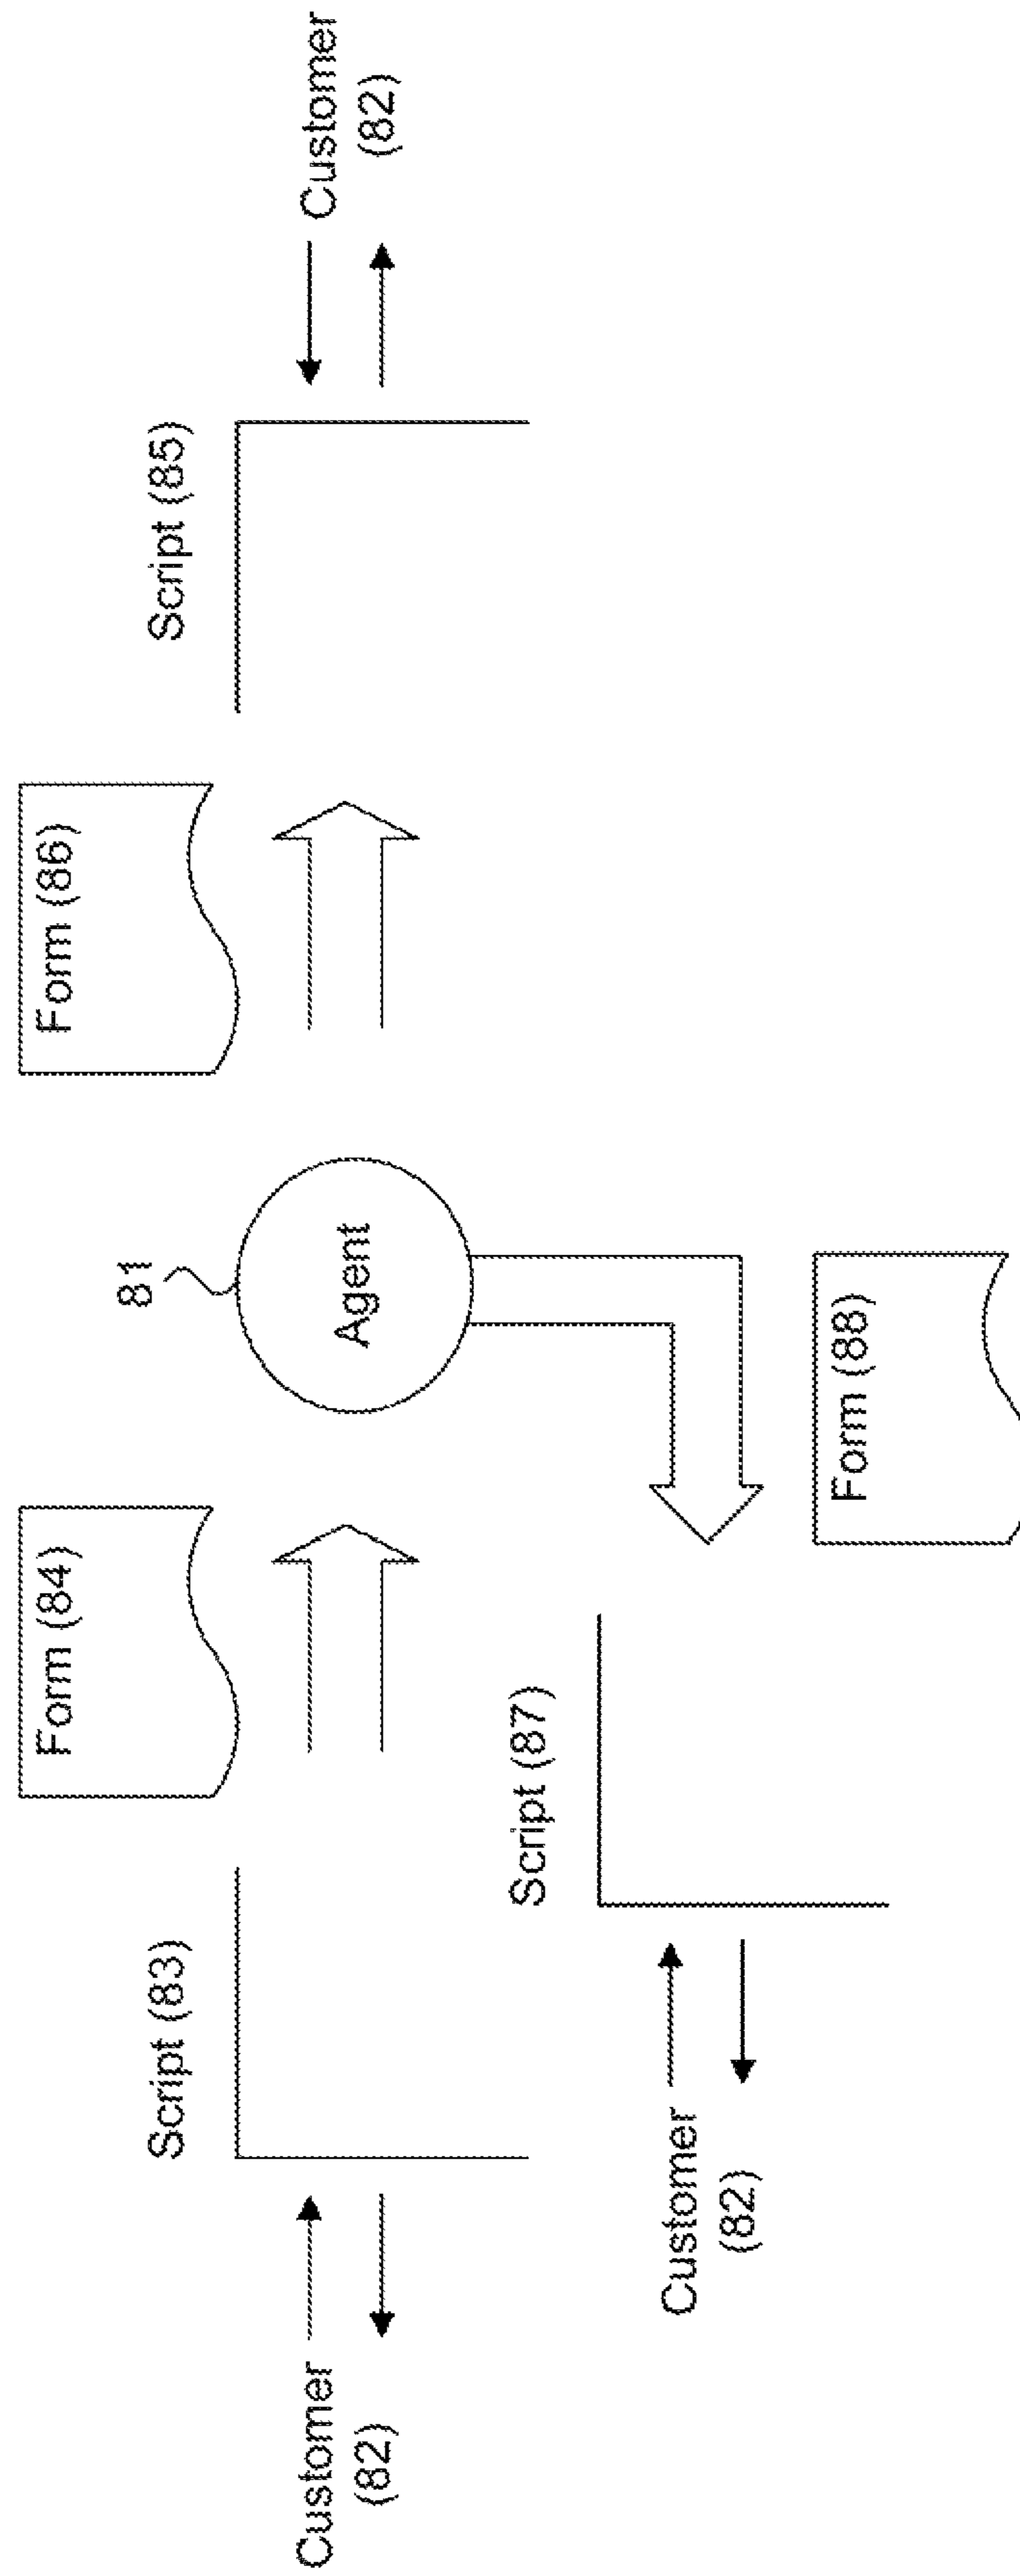 Form (84)
Form (86)
Script (83)
81
Script (85)
Customer
(82)
Agent
Customer
(82)
Script (87)
Customer
(82)
Form (88)